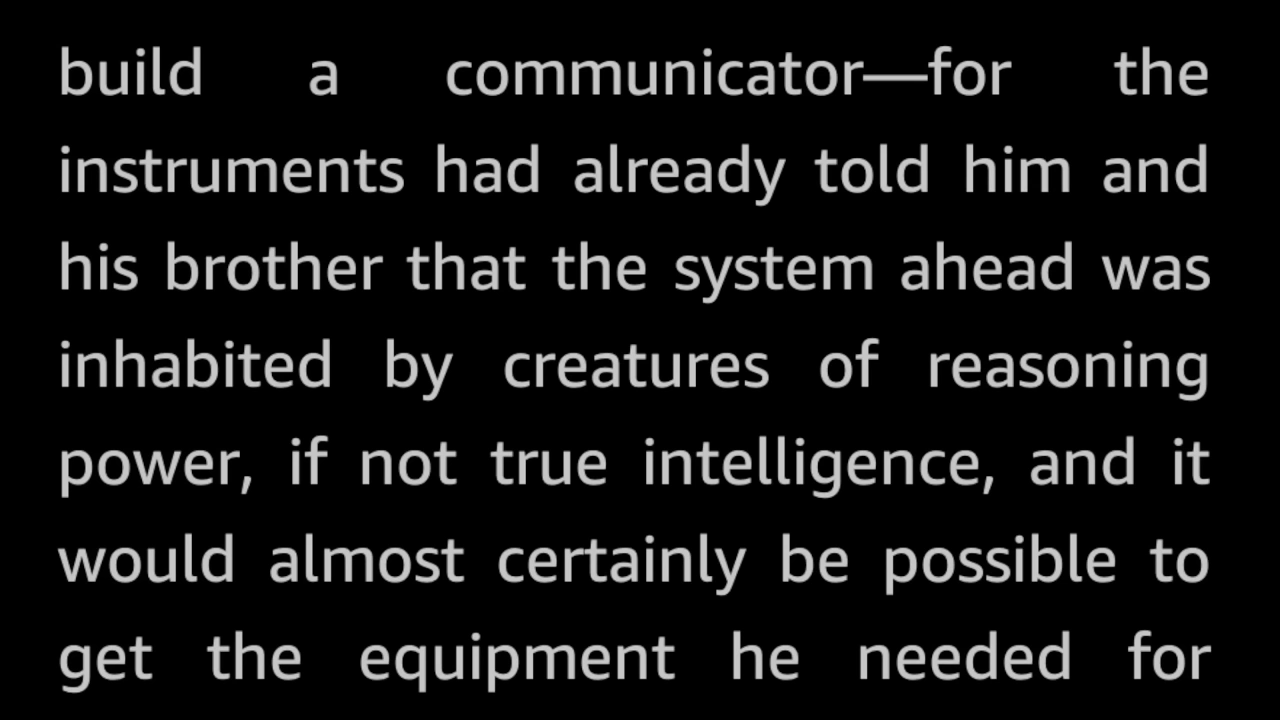 build a communicator—for the
instruments had already told him and
his brother that the system ahead was
inhabited by creatures of reasoning
power, if not true intelligence, and it
would almost certainly be possible to
get the equipment he needed for